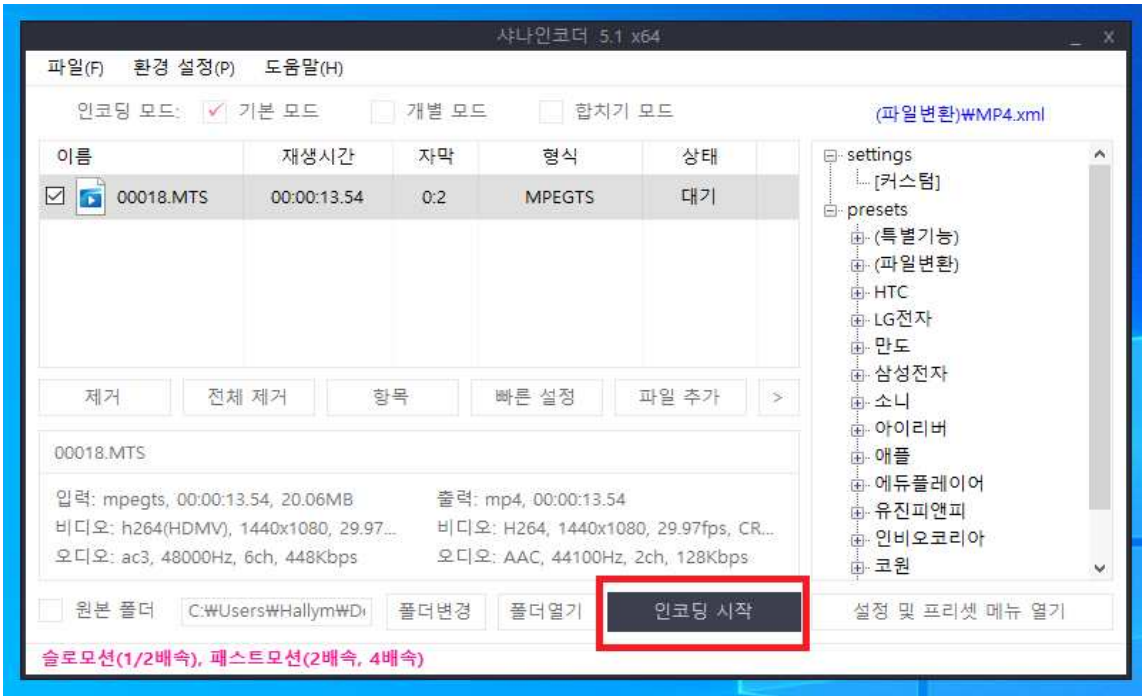 샤나인코더 5.1 x64 _ x
파일(F) 환경 설정(P) 도움말(H)
인코딩 모드: 기본 모드 개별 모드 합치기 모드 (파일변환)₩MP4.xml
이름 재생시간 자막 형식 상태
00018.MTS 00:00:13.54 0:2 MPEGTS 대기
settings
[커스텀]
presets
(특별기능)
(파일변환)
HTC
LG전자
만도
삼성전자
소니
아이리버
애플
에듀플레이어
유진피앤피
인비오코리아
코원
제거 전체 제거 항목 빠른 설정 파일 추가 >
00018.MTS
입력: mpegts, 00:00:13.54, 20.06MB
비디오: h264(HDMV), 1440x1080, 29.97...
오디오: ac3, 48000Hz, 6ch, 448Kbps
출력: mp4, 00:00:13.54
비디오: H264, 1440x1080, 29.97fps, CR...
오디오: AAC, 44100Hz, 2ch, 128Kbps
원본 폴더 C:₩Users₩Hallym₩D 폴더변경 폴더열기 인코딩 시작 설정 및 프리셋 메뉴 열기
슬로모션(1/2배속), 패스트모션(2배속, 4배속)